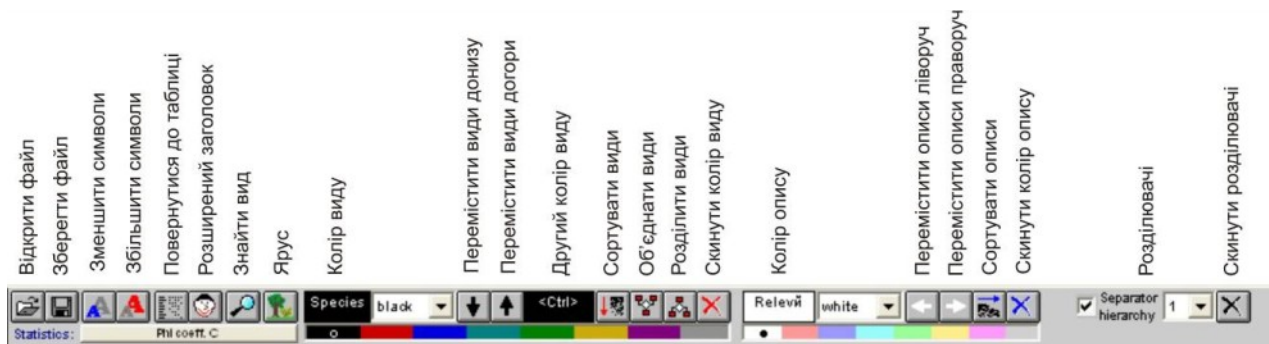 Відкрити файл
Зберегти файл
Зменшити символи
Збільшити символи
Повернутися до таблиці
Розширений заголовок
Знайти вид
Ярус
Колір виду
Перемістити види донизу
Перемістити види догори
Другий колір виду
Сортувати види
Об'єднати види
Розділити види
Скинути колір виду
Колір опису
Перемістити описи ліворуч
Перемістити описи праворуч
Сортувати описи
Скинути колір опису
Розділювачі
Скинути розділювачі
Species black <Ctrl> Relevй white Separator hierarchy 1
Statistics: Phi coeff. C